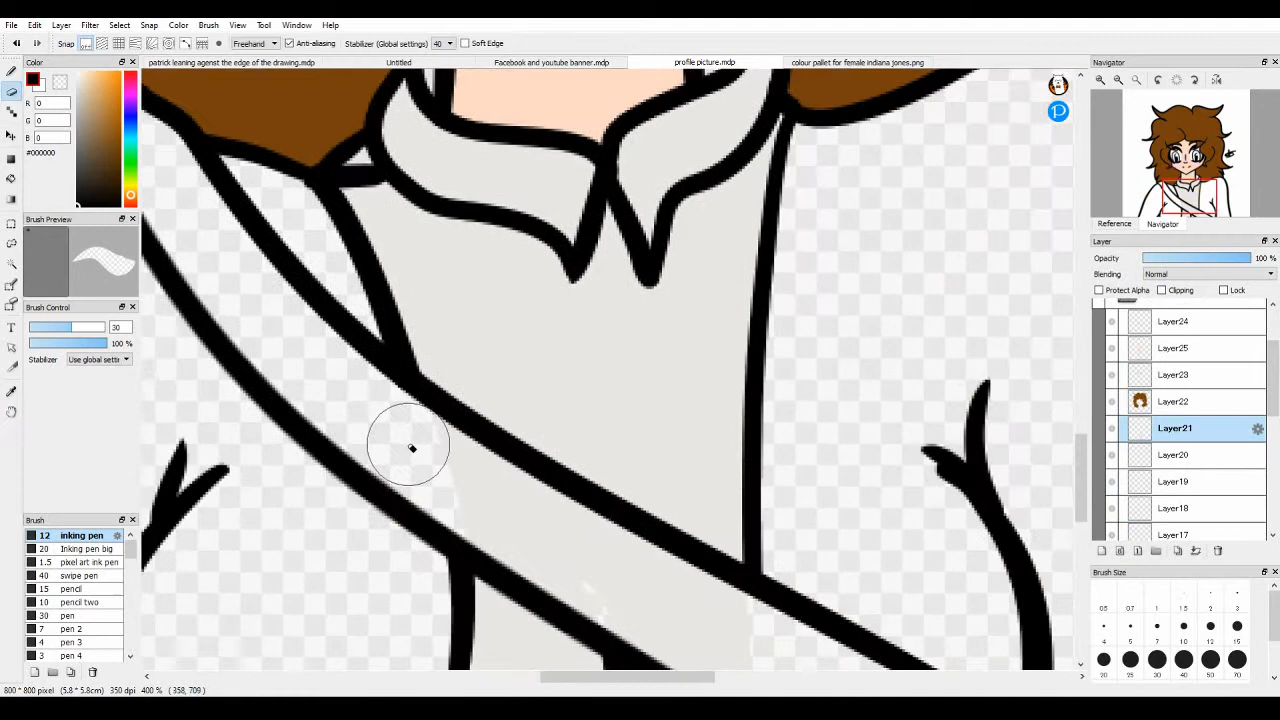 File Edit Layer Filter Select Snap Color Brush View Tool Window Help
Snap Freehand Anti-aliasing Stabilizer (Global settings) 40 Soft Edge
Color patrick leaning agenst the edge of the drawing.mdp Untitled Facebook and youtube banner.mdp profile picture.mdp colour pallet for female indiana jones.png Navigator
R 0
G 0
B 0
#000000
Brush Preview
Reference Navigator
Layer
Opacity 100 %
Blending Normal
Protect Alpha Clipping Lock
Brush Control
30
100 %
Stabilizer Use global setti
Layer24
Layer25
Layer23
Layer22
Layer21
Layer20
Layer19
Layer18
Layer17
Brush
12 inking pen
20 Inking pen big
1.5 pixel art ink pen
40 swipe pen
15 pencil
10 pencil two
30 pen
7 pen 2
4 pen 3
3 pen 4
Brush Size
0.5 0.7 1 1.5 2 3
4 5 7 10 12 15
20 25 30 40 50 70
800 * 800 pixel (5.8 * 5.8cm) 350 dpi 400 % ( 358, 709 )